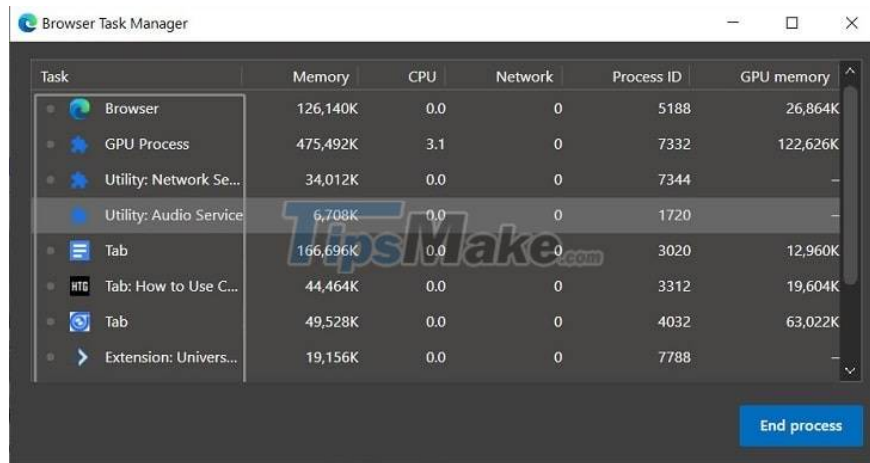 Browser Task Manager
Task Memory CPU Network Process ID GPU memory
Browser 126,140K 0.0 0 5188 26,864K
GPU Process 475,492K 3.1 0 7332 122,626K
Utility: Network Se... 34,012K 0.0 0 7344 –
Utility: Audio Service 6,708K 0.0 0 1720 –
TipsMake.com
Tab 166,696K 0.0 0 3020 12,960K
HTG Tab: How to Use C... 44,464K 0.0 0 3312 19,604K
Tab 49,528K 0.0 0 4032 63,022K
Extension: Univers... 19,156K 0.0 0 7788 –
End process